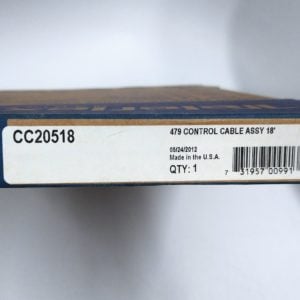 CC20518
479 CONTROL CABLE ASSY 18'
05/24/2012
Made in the U.S.A.
QTY: 1
7 31957 00991